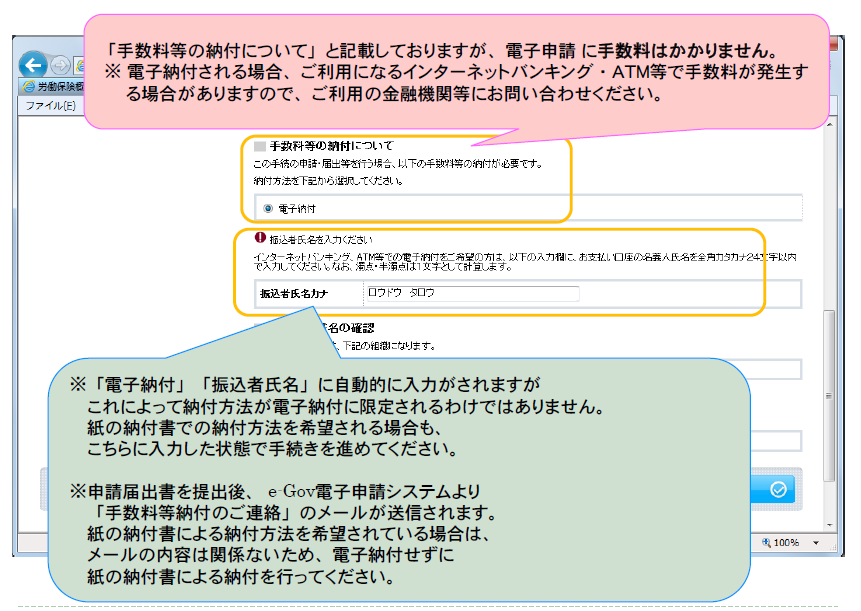 「手数料等の納付について」と記載しておりますが、電子申請に手数料はかかりません。
※ 電子納付される場合、ご利用になるインターネットバンキング・ATM等で手数料が発生す
る場合がありますので、ご利用の金融機関等にお問い合わせください。
労働保険概
ファイル(F)
手数料等の納付について
この手続の申請・届出等を行う場合、以下の手数料等の納付が必要です。
納付方法を下記から選択してください。
電子納付
振込者氏名を入力ください
インターネットバンキング、ATM等での電子納付をご希望の方は、以下の入力欄に、お支払い口座の名義人氏名を全角カタカナ24文字以内
で入力してください。なお、濁点・半濁点は1文字として計算します。
振込者氏名カナ
ロウドウ タロウ
名の確認
、下記の組織になります。
※「電子納付」「振込者氏名」に自動的に入力がされますが
これによって納付方法が電子納付に限定されるわけではありません。
紙の納付書での納付方法を希望される場合も、
こちらに入力した状態で手続きを進めてください。
※申請届出書を提出後、e-Gov電子申請システムより
「手数料等納付のご連絡」のメールが送信されます。
紙の納付書による納付方法を希望されている場合は、
メールの内容は関係ないため、電子納付せずに
紙の納付書による納付を行ってください。
100%